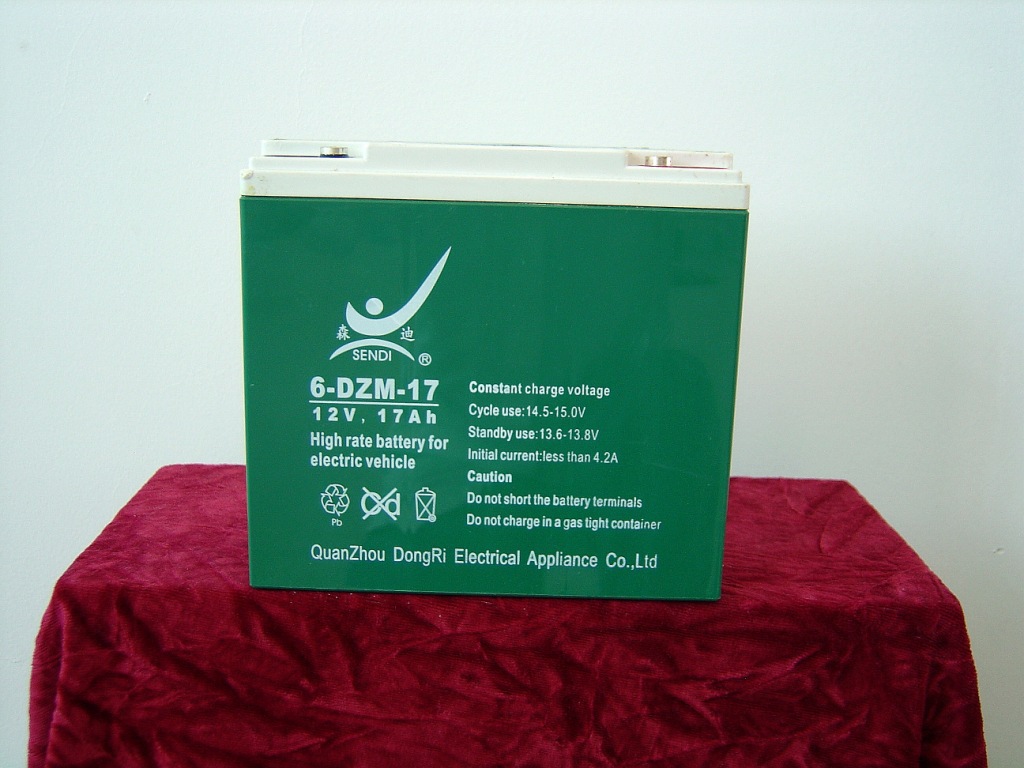 森 迪
SENDI ®
6-DZM-17
12V, 17Ah
High rate battery for
electric vehicle
Pb
Cd
Constant charge voltage
Cycle use:14.5-15.0V
Standby use:13.6-13.8V
Initial current:less than 4.2A
Caution
Do not short the battery terminals
Do not charge in a gas tight container
QuanZhou DongRi Electrical Appliance Co.,Ltd